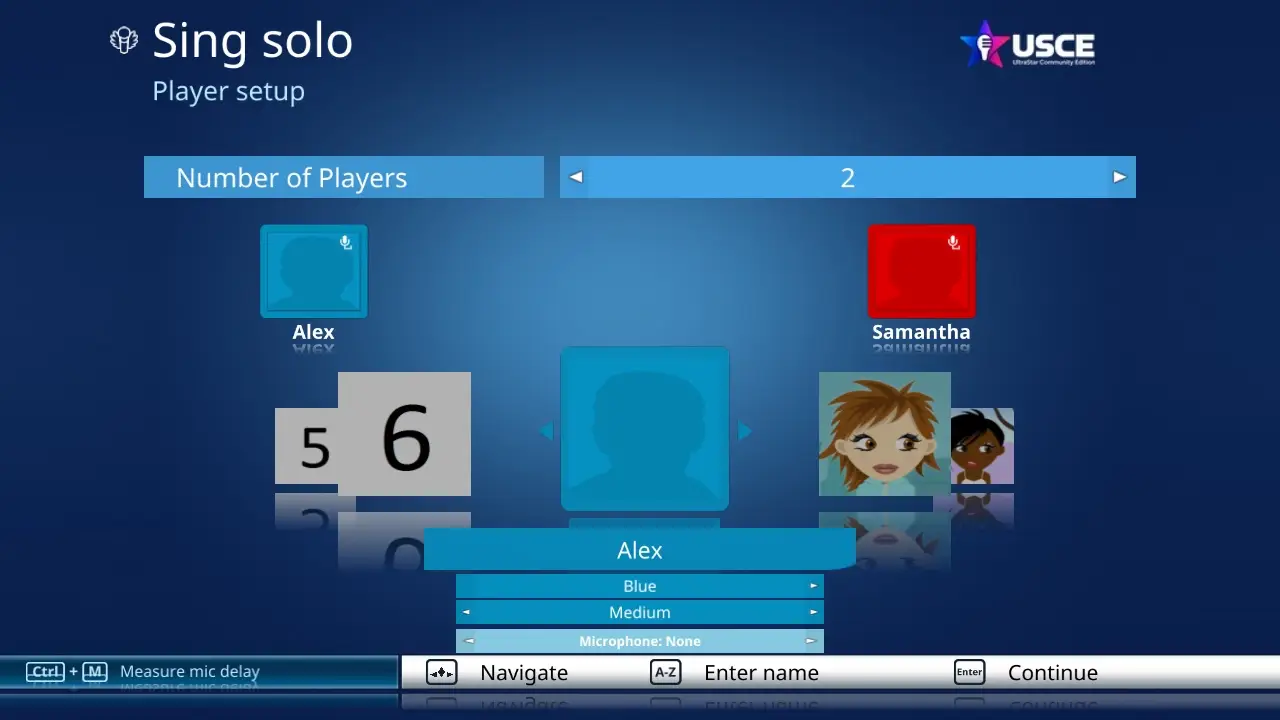 Sing solo
USCE
UltraStar Community Edition
Player setup
Number of Players
2
Alex
Samantha
5
6
Alex
Blue
Medium
Microphone: None
Ctrl + M Measure mic delay
Navigate
A-Z Enter name
Enter Continue